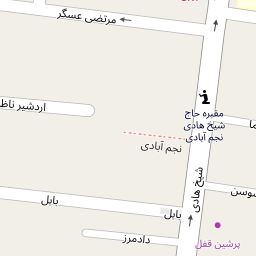 مرتضی عسگر
اردشیر ناظ
مقبره حاج
شیخ هادی
نجم آبادی
نجم آبادی
شیخ هادی
سوسن
بابل
بابل
دادمرز
پرشین قفل